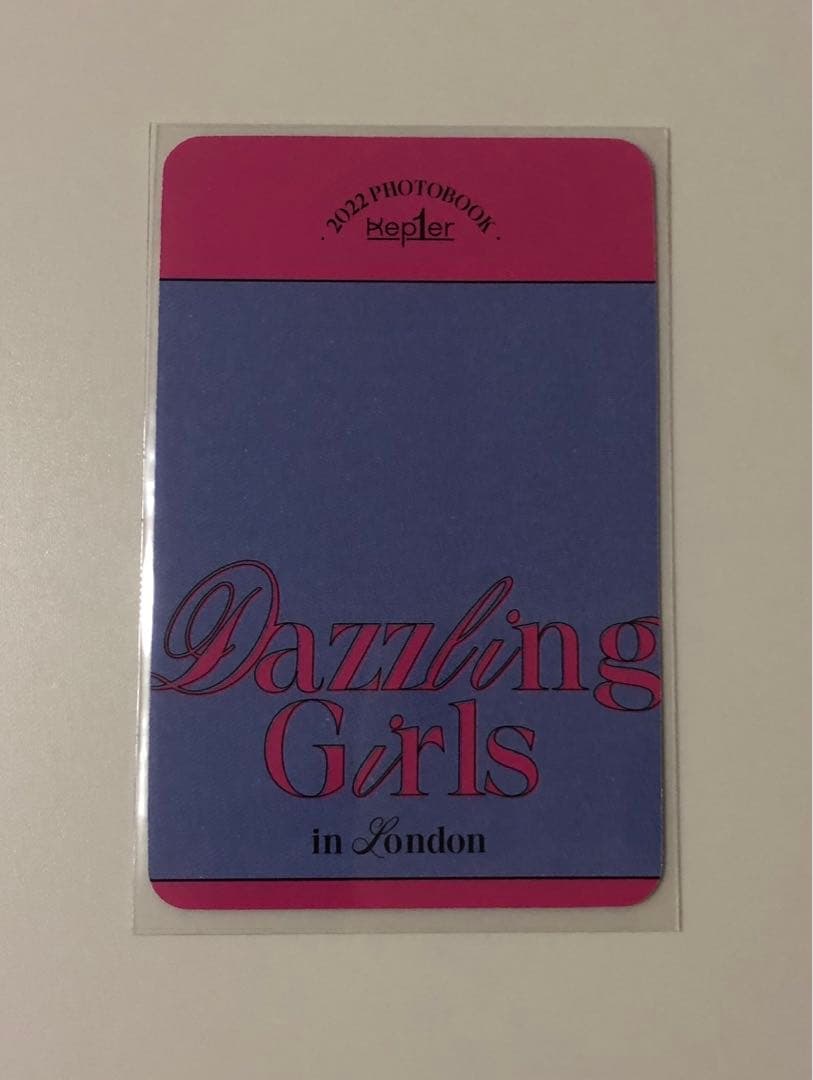 · 2022 PHOTOBOOK ·
Kep1er
Dazzling
Girls
in London